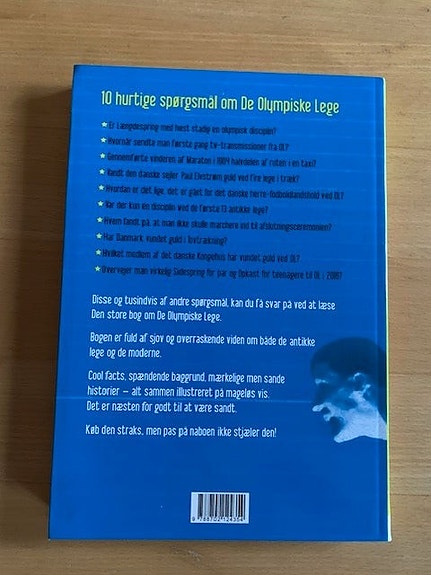 10 hurtige spørgsmål om De Olympiske Lege
Er Længdespring med hest stadig en olympisk disciplin?
Hvornår sendte man første gang tv-transmissioner fra OL?
Gennemførte vinderen af Maraton i 1904 halvdelen af ruten i en taxi?
Vandt den danske sejler Paul Elvstrøm guld ved fire lege i træk?
Hvordan er det lige, det er gået for det danske herre-fodboldlandshold ved OL?
Var der kun én disciplin ved de første 13 antikke lege?
Hvem fandt på, at man ikke skulle marchere ind til afslutningsceremonien?
Har Danmark vundet guld i tovtrækning?
Hvilket medlem af det danske Kongehus har vundet guld ved OL?
Overvejer man virkelig Sædespring for par og Opkast for teenagere til OL i 2016?
Disse og tusindvis af andre spørgsmål, kan du få svar på ved at læse
Den store bog om De Olympiske Lege.
Bogen er fuld af sjov og overraskende viden om både de antikke
lege og de moderne.
Cool facts, spændende baggrund, mærkelige men sande
historier – alt sammen illustreret på mageløs vis.
Det er næsten for godt til at være sandt.
Køb den straks, men pas på naboen ikke stjæler den!
9 788702 124354